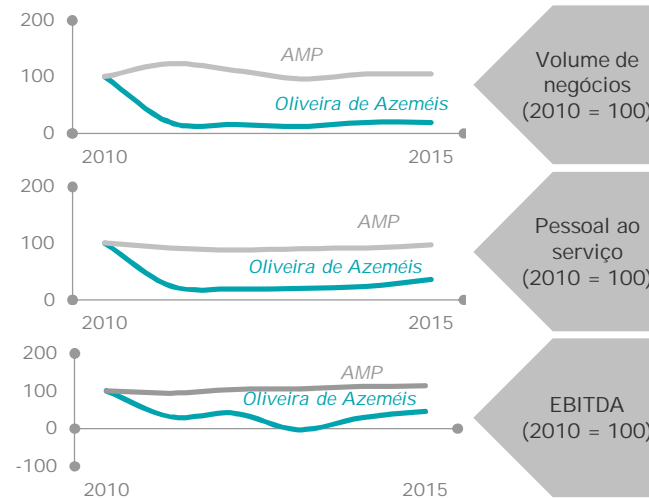 200
AMP
100
Oliveira de Azeméis
0
2010
2015
Volume de
negócios
(2010 = 100)
200
AMP
100
Oliveira de Azeméis
0
2010
2015
Pessoal ao
serviço
(2010 = 100)
200
AMP
100
Oliveira de Azeméis
0
-100
2010
2015
EBITDA
(2010 = 100)